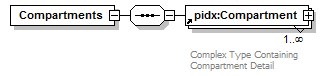 Compartments
pidx:Compartment
1..∞
Complex Type Containing
Compartment Detail